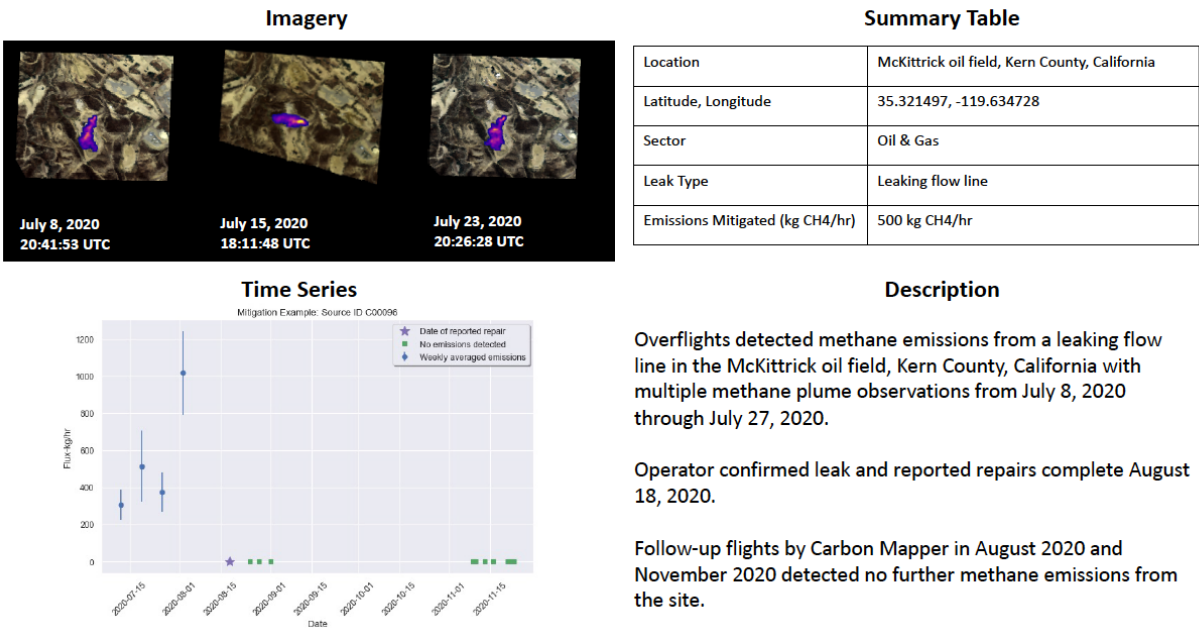 Imagery
July 8, 2020
20:41:53 UTC
July 15, 2020
18:11:48 UTC
July 23, 2020
20:26:28 UTC
Summary Table
Location McKittrick oil field, Kern County, California
Latitude, Longitude 35.321497, -119.634728
Sector Oil & Gas
Leak Type Leaking flow line
Emissions Mitigated (kg CH4/hr) 500 kg CH4/hr
Time Series
Mitigation Example: Source ID C00096
Date of reported repair
No emissions detected
Weekly averaged emissions
Flux-kg/hr
1200
1000
800
600
400
200
0
2020-07-15
2020-08-01
2020-08-15
2020-09-01
2020-09-15
2020-10-01
2020-10-15
2020-11-01
2020-11-15
Date
Description
Overflights detected methane emissions from a leaking flow
line in the McKittrick oil field, Kern County, California with
multiple methane plume observations from July 8, 2020
through July 27, 2020.
Operator confirmed leak and reported repairs complete August
18, 2020.
Follow-up flights by Carbon Mapper in August 2020 and
November 2020 detected no further methane emissions from
the site.